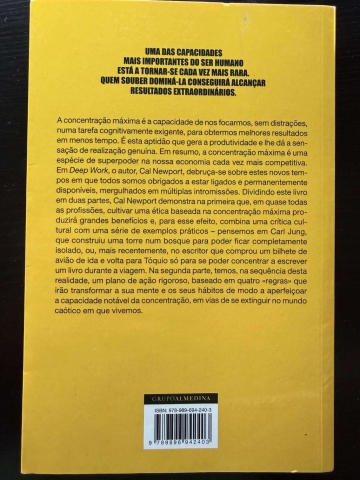 UMA DAS CAPACIDADES
MAIS IMPORTANTES DO SER HUMANO
ESTÁ A TORNAR-SE CADA VEZ MAIS RARA.
QUEM SOUBER DOMINÁ-LA CONSEGUIRÁ ALCANÇAR
RESULTADOS EXTRAORDINÁRIOS.
A concentração máxima é a capacidade de nos focarmos, sem distrações,
numa tarefa cognitivamente exigente, para obtermos melhores resultados
em menos tempo. É esta aptidão que gera a produtividade e lhe dá a sen-
sação de realização genuína. Em resumo, a concentração máxima é uma
espécie de superpoder na nossa economia cada vez mais competitiva.
Em Deep Work, o autor, Cal Newport, debruça-se sobre estes novos tem-
pos em que todos somos obrigados a estar ligados e permanentemente
disponíveis, mergulhados em múltiplas intromissões. Dividindo este livro
em duas partes, Cal Newport demonstra na primeira que, em quase todas
as profissões, cultivar uma ética baseada na concentração máxima pro-
duzirá grandes benefícios e, para esse efeito, combina uma crítica cultu-
ral com uma série de exemplos práticos – pensemos em Carl Jung,
que construiu uma torre num bosque para poder ficar completamente
isolado, ou, mais recentemente, no escritor que comprou um bilhete de
avião de ida e volta para Tóquio só para se poder concentrar a escrever
um livro durante a viagem. Na segunda parte, temos, na sequência desta
realidade, um plano de ação rigoroso, baseado em quatro «regras» que
irão transformar a sua mente e os seus hábitos de modo a aperfeiçoar
a capacidade notável da concentração, em vias de se extinguir no mundo
caótico em que vivemos.
GRUPOALMEDINA
ISBN: 978-989-694-240-3
9 789896 942403